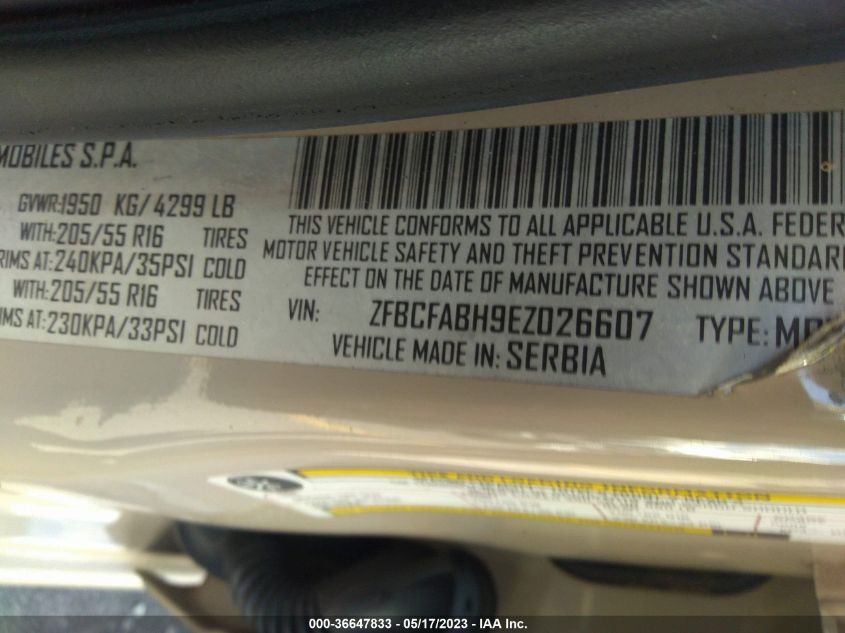 MOBILES S.P.A.
GVWR:1950 KG/ 4299 LB
WITH:205/55 R16 TIRES
RIMS AT:240KPA/35PSI COLD
WITH:205/55 R16 TIRES
IMS AT:230KPA/33PSI COLD
THIS VEHICLE CONFORMS TO ALL APPLICABLE U.S.A. FEDER
MOTOR VEHICLE SAFETY AND THEFT PREVENTION STANDARD
EFFECT ON THE DATE OF MANUFACTURE SHOWN ABOVE
VIN: ZFBCFABH9EZ026607 TYPE:
VEHICLE MADE IN: SERBIA
000-36647833 - 05/17/2023 - IAA Inc.